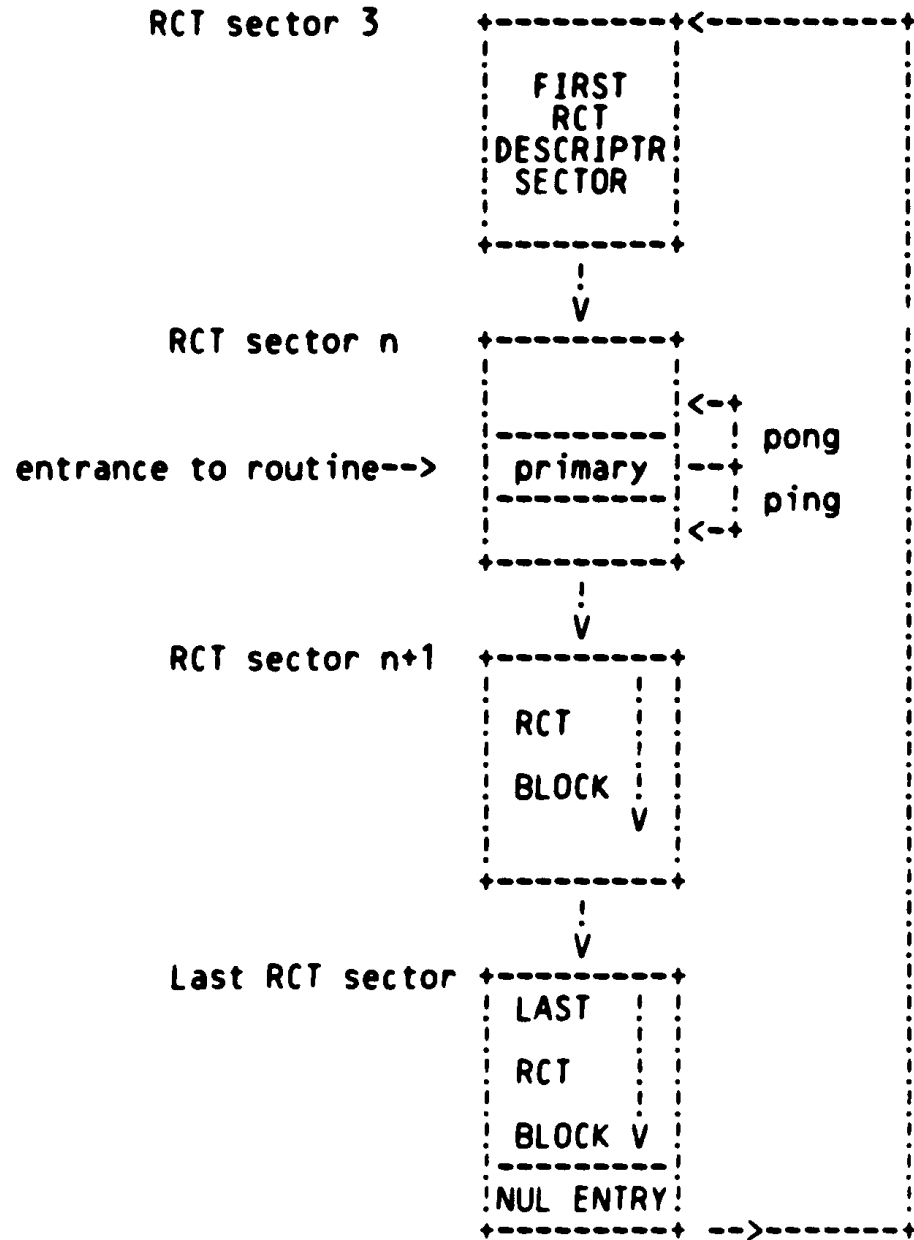 RCT sector 3
FIRST
RCT
DESCRIPTR
SECTOR
RCT sector n
pong
entrance to routine-->
primary
ping
RCT sector n+1
RCT
BLOCK
Last RCT sector
LAST
RCT
BLOCK
NUL ENTRY